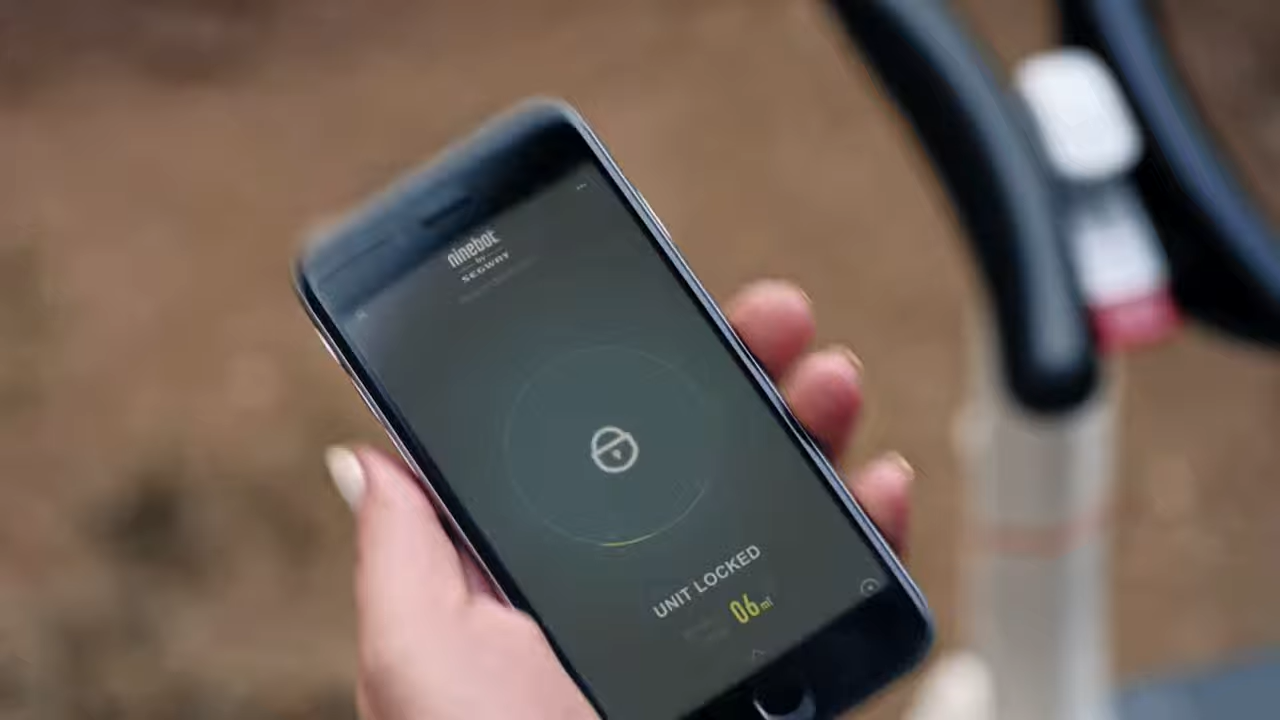 ninebot
by
SEGWAY
UNIT LOCKED
06 mi